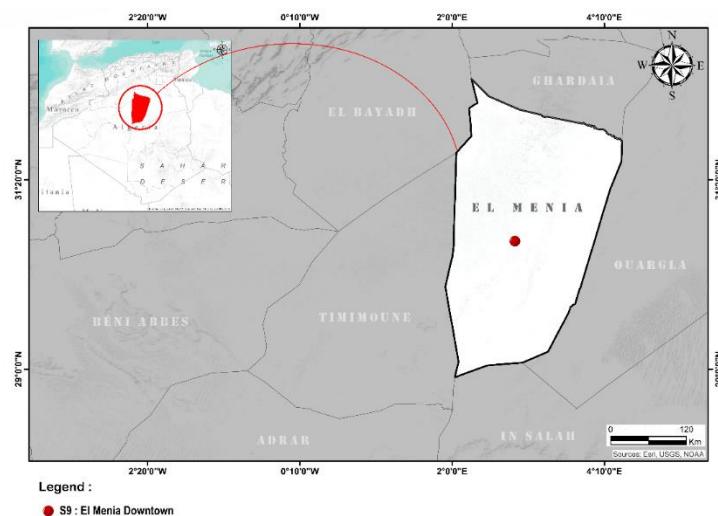 2°20'0"W
0°10'0"W
2°0'0"E
4°10'0"E
N
W
E
S
GHARDAIA
EL BAYADH
Morocco
Algeria
SAHARA
DESERT
31°20'0"N
EL MENIA
OUARGLA
BÉNI ABBES
TIMIMOUNE
29°0'0"N
ADRAR
IN SALAH
0 120
Km
Sources: Esri, USGS, NOAA
2°20'0"W
0°10'0"W
2°0'0"E
4°10'0"E
Legend :
S9 : El Menia Downtown